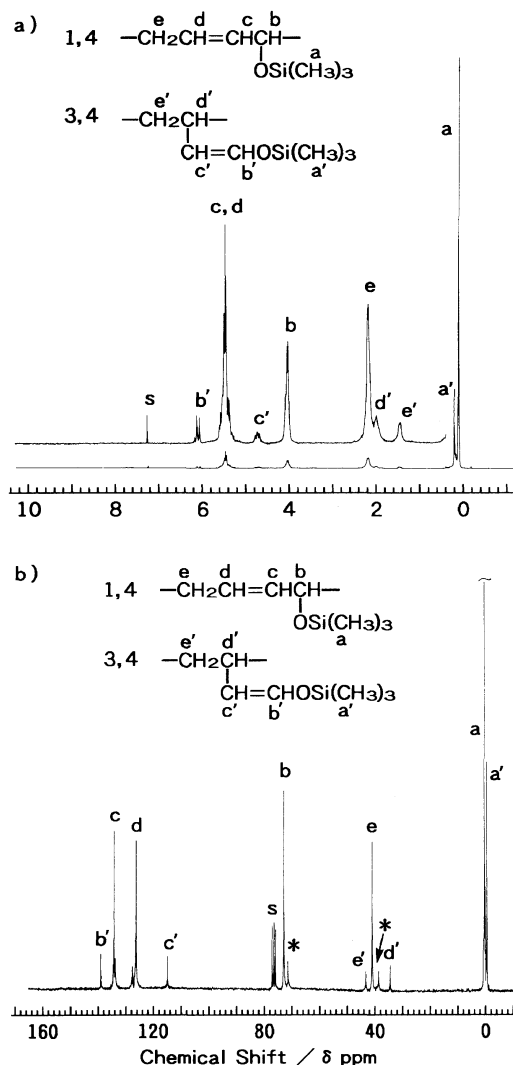 a)
e d c b
1,4 —CH2CH=CHCH—
OSi(CH3)3
a
e' d'
3,4 —CH2CH—
CH=CHOSi(CH3)3
c' b' a'
a
c,d
e
b
a'
d'
s
b'
e'
c'
10 8 6 4 2 0
b)
e d c b
1,4 —CH2CH=CHCH—
OSi(CH3)3
a
e' d'
3,4 —CH2CH—
CH=CHOSi(CH3)3
c' b' a'
a
b
a'
c
d
e
s
*
b'
c'
*
e'
d'
160 120 80 40 0
Chemical Shift / δ ppm